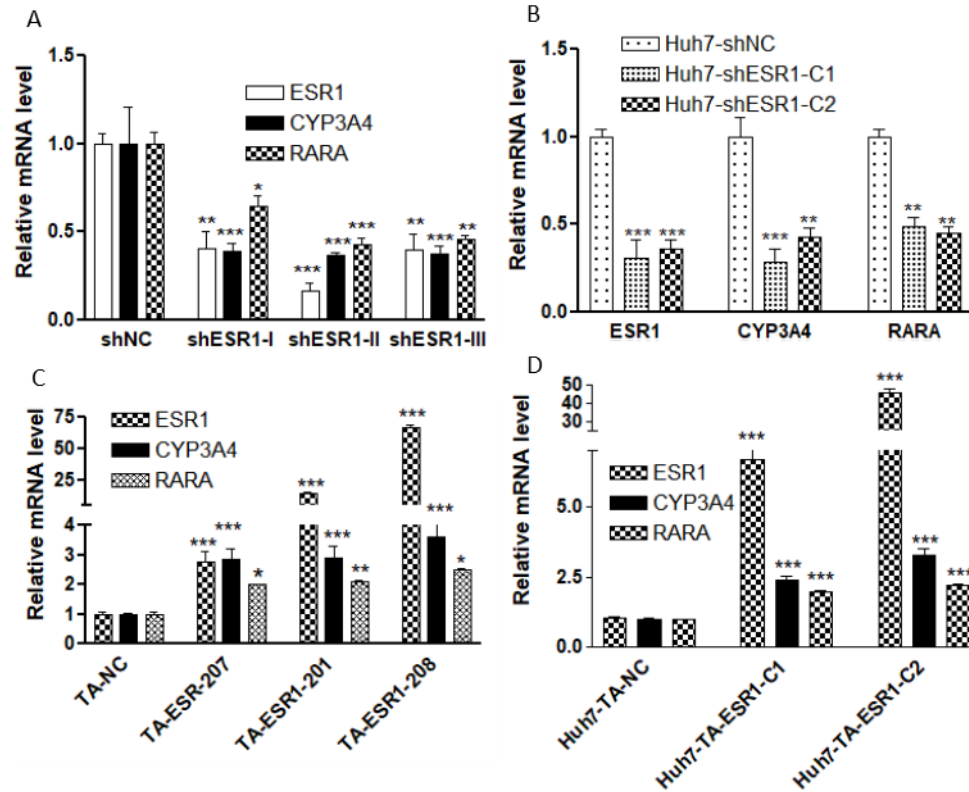 A
Relative mRNA level
1.5
1.0
0.5
0.0
ESR1
CYP3A4
RARA
** *** *
*** *** ***
** *** **
shNC shESR1-I shESR1-II shESR1-III
B
Relative mRNA level
1.5
1.0
0.5
0.0
Huh7-shNC
Huh7-shESR1-C1
Huh7-shESR1-C2
*** ***
*** **
** **
ESR1 CYP3A4 RARA
C
Relative mRNA level
75
50
25
4
3
2
1
0
ESR1
CYP3A4
RARA
*** *** *
*** *** **
*** *** *
TA-NC
TA-ESR-207
TA-ESR1-201
TA-ESR1-208
D
Relative mRNA level
50
40
30
5.0
2.5
0.0
ESR1
CYP3A4
RARA
*** *** ***
*** *** ***
Huh7-TA-NC
Huh7-TA-ESR1-C1
Huh7-TA-ESR1-C2